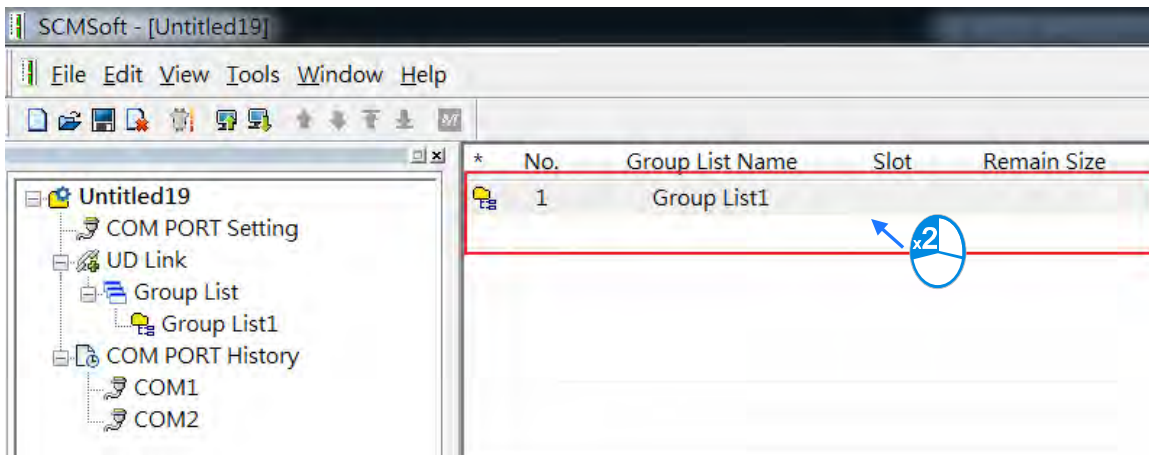 SCMSoft - [Untitled19]
File Edit View Tools Window Help
M
* No. Group List Name Slot Remain Size
1 Group List1
x2
Untitled19
COM PORT Setting
UD Link
Group List
Group List1
COM PORT History
COM1
COM2